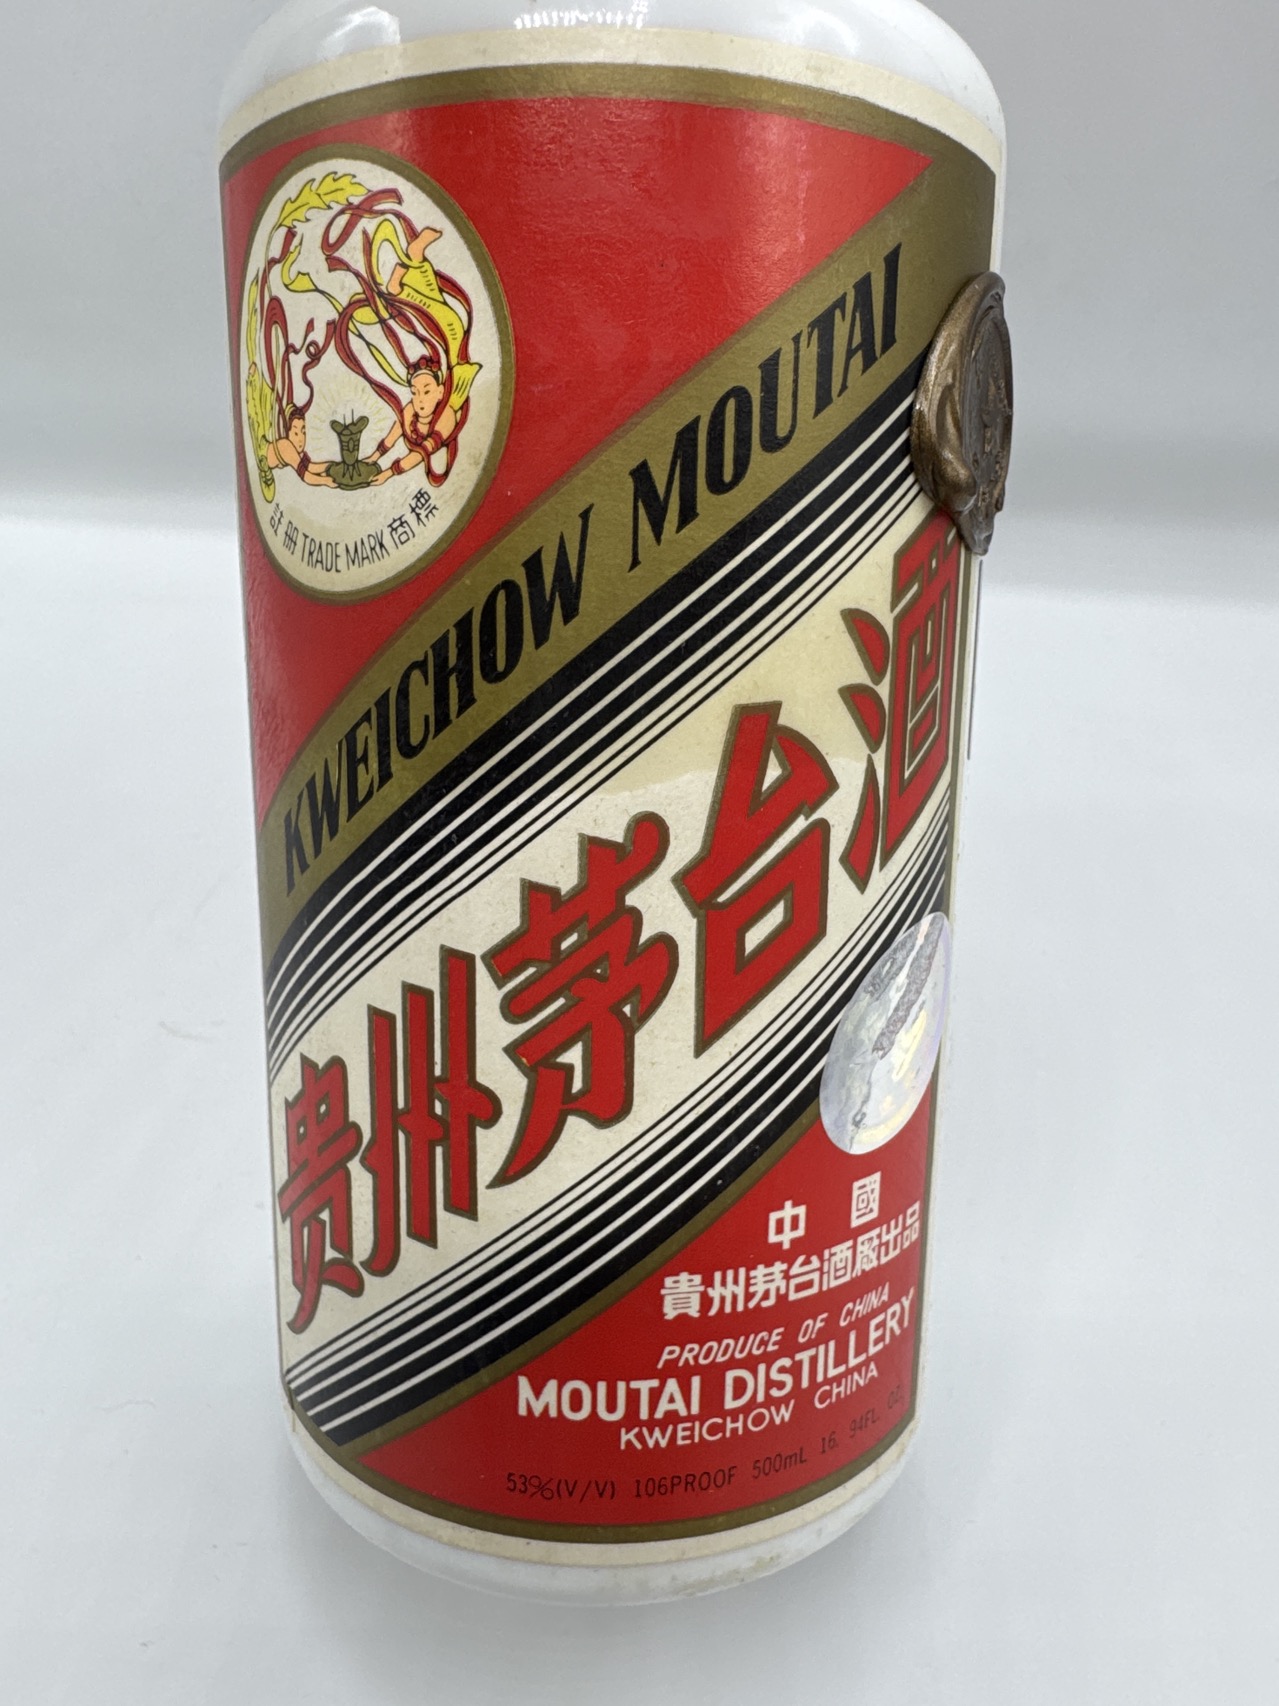 註册 TRADE MARK 商標
KWEICHOW MOUTAI
贵州茅台酒
中國
貴州茅台酒廠出品
PRODUCE OF CHINA
MOUTAI DISTILLERY
KWEICHOW CHINA
53%(V/V) 106PROOF 500mL 16. 94FL. OZ.